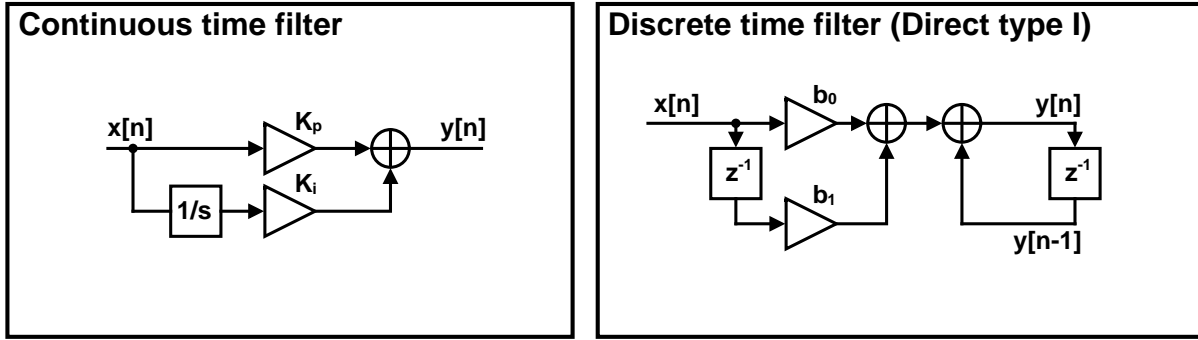 Continuous time filter
x[n]
Kp
y[n]
Ki
1/s
Discrete time filter (Direct type I)
x[n]
b0
y[n]
z-1
z-1
b1
y[n-1]